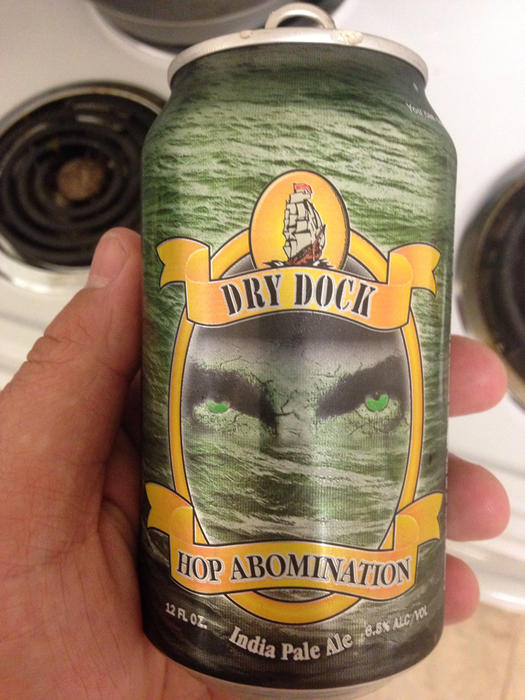 DRY DOCK
HOP ABOMINATION
12 FL OZ.
India Pale Ale
6.5% ALC/VOL